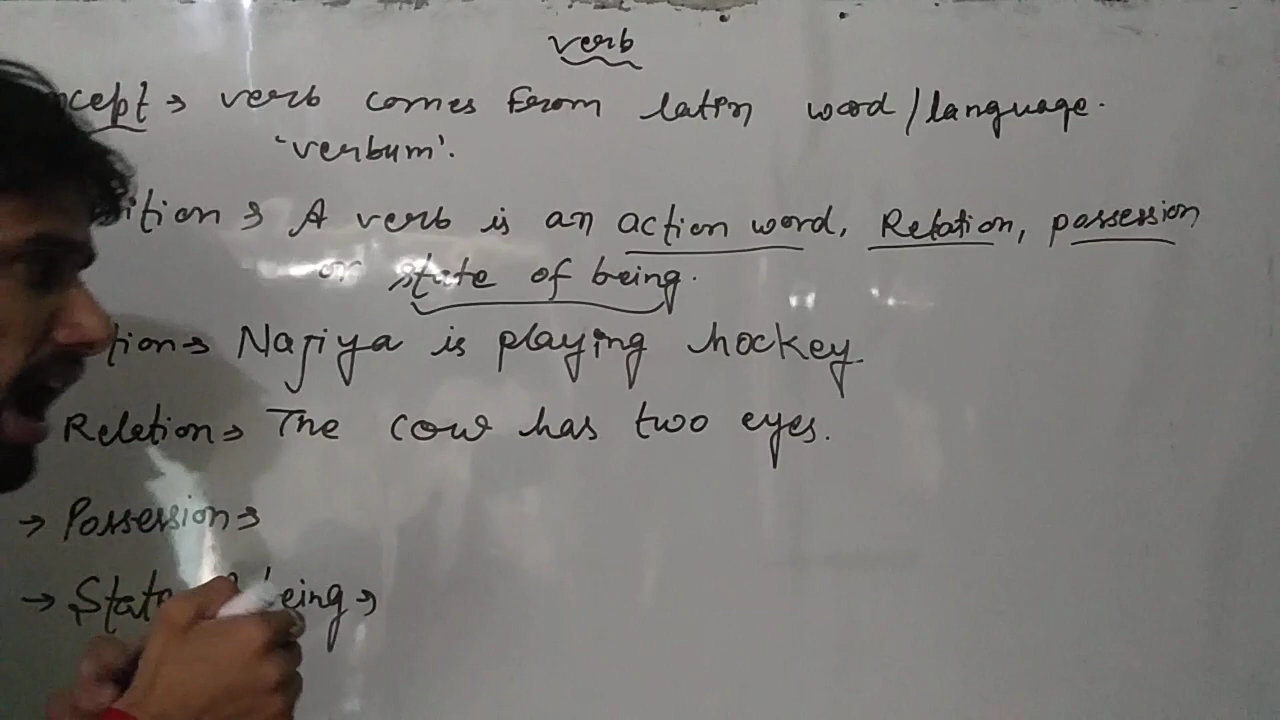 verb
cept → verb comes From latin word/language.
'verbum'.
ition → A verb is an action word, Relation, possession
or state of being.
tion → Najiya is playing hockey.
Reletion → The cow has two eyes.
→ Possession →
→ State eing →